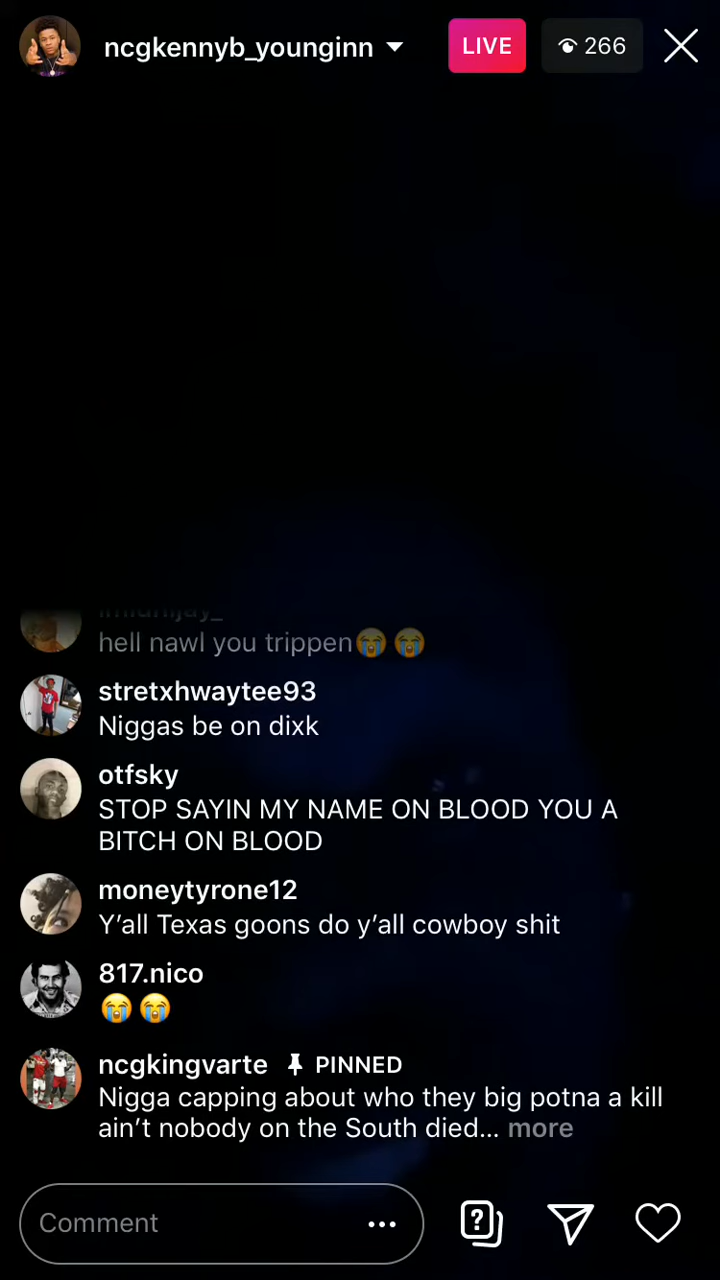 ncgkennyb_younginn
LIVE
266
hell nawl you trippen😭😭
stretxhwaytee93
Niggas be on dixk
otfsky
STOP SAYIN MY NAME ON BLOOD YOU A
BITCH ON BLOOD
moneytyrone12
Y’all Texas goons do y’all cowboy shit
817.nico
😭😭
ncgkingvarte PINNED
Nigga capping about who they big potna a kill
ain’t nobody on the South died... more
Comment